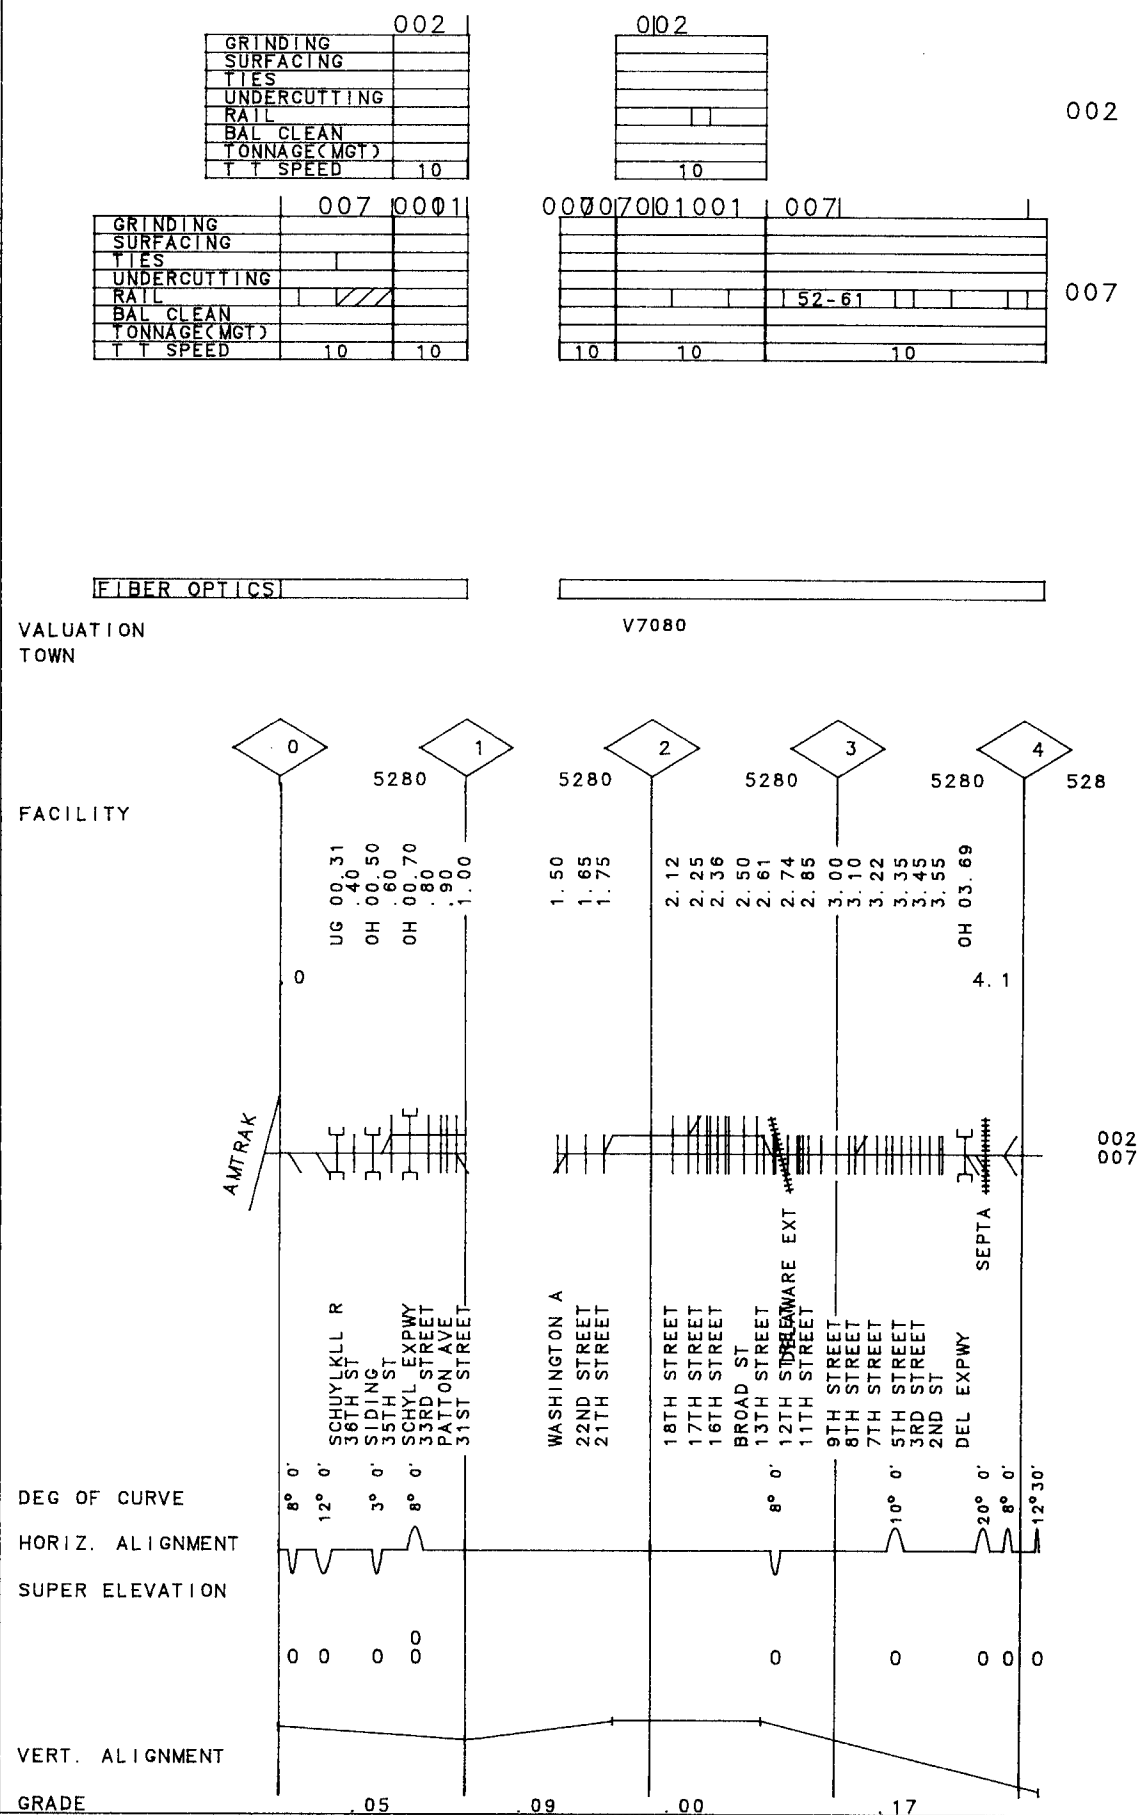 002 002
GRINDING
SURFACING
TIES
UNDERCUTTING
RAIL
BAL CLEAN
TONNAGE(MGT)
T T SPEED 10 10
002
007 007
GRINDING
SURFACING
TIES
UNDERCUTTING
RAIL 52-61
BAL CLEAN
TONNAGE(MGT)
T T SPEED 10 10 10 10 10
007
FIBER OPTICS
VALUATION V7080
TOWN
0 1 2 3 4
5280 5280 5280 5280 528
FACILITY
UG 00.31
.40
OH 00.50
.60
OH 00.70
.80
.90
1.00
1.50
1.65
1.75
2.12
2.25
2.36
2.50
2.61
2.74
2.85
3.00
3.10
3.22
3.35
3.45
3.55
OH 03.69
.0 4.1
AMTRAK
002
007
SEPTA
SCHUYLKLL R
36TH ST
SIDING
35TH ST
SCHYL EXPWY
33RD STREET
PATTON AVE
31ST STREET
WASHINGTON A
22ND STREET
21TH STREET
18TH STREET
17TH STREET
16TH STREET
BROAD ST
13TH STREET
12TH STREET
DELAWARE EXT
11TH STREET
9TH STREET
8TH STREET
7TH STREET
5TH STREET
3RD STREET
2ND ST
DEL EXPWY
DEG OF CURVE 8° 0' 12° 0' 3° 0' 8° 0' 8° 0' 10° 0' 20° 0' 8° 0' 12°30'
HORIZ. ALIGNMENT
SUPER ELEVATION
0
0 0 0 0 0 0 0 0 0
VERT. ALIGNMENT
GRADE .05 .09 .00 .17